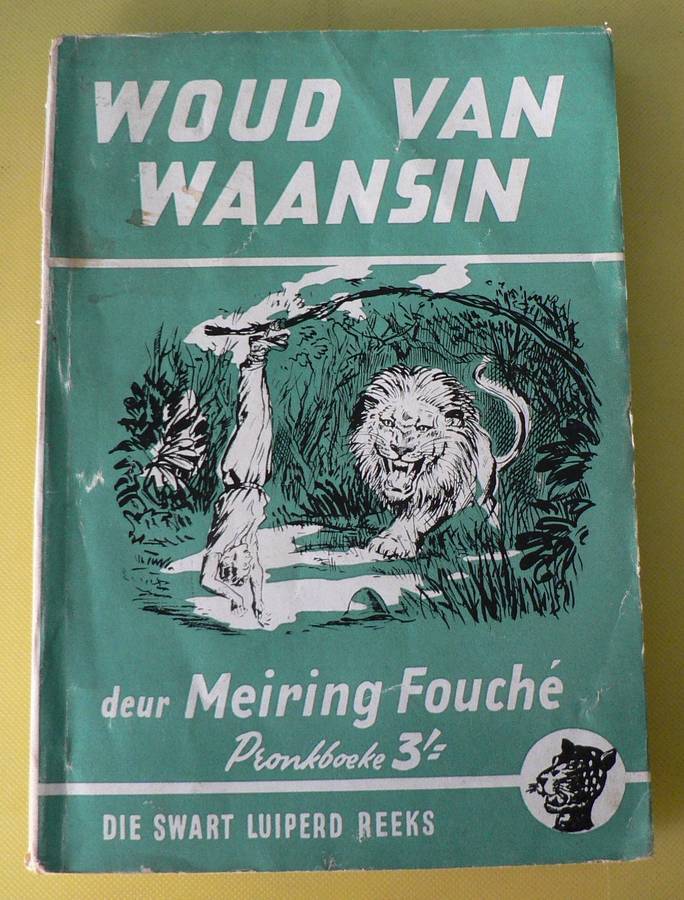 WOUD VAN
WAANSIN
deur Meiring Fouché
Pronkboeke 3/=
DIE SWART LUIPERD REEKS